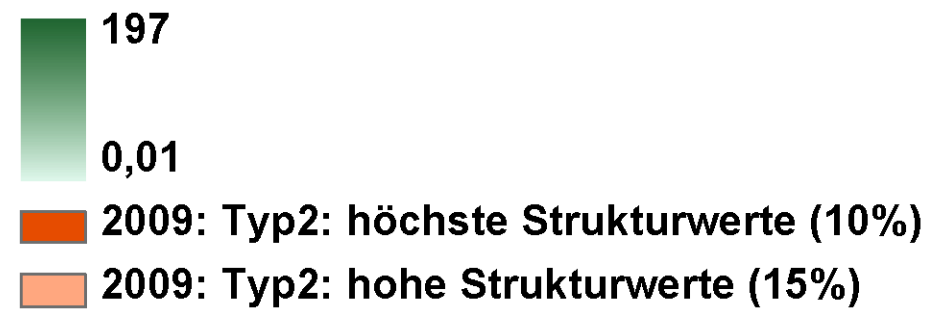 197
0,01
2009: Typ2: höchste Strukturwerte (10%)
2009: Typ2: hohe Strukturwerte (15%)